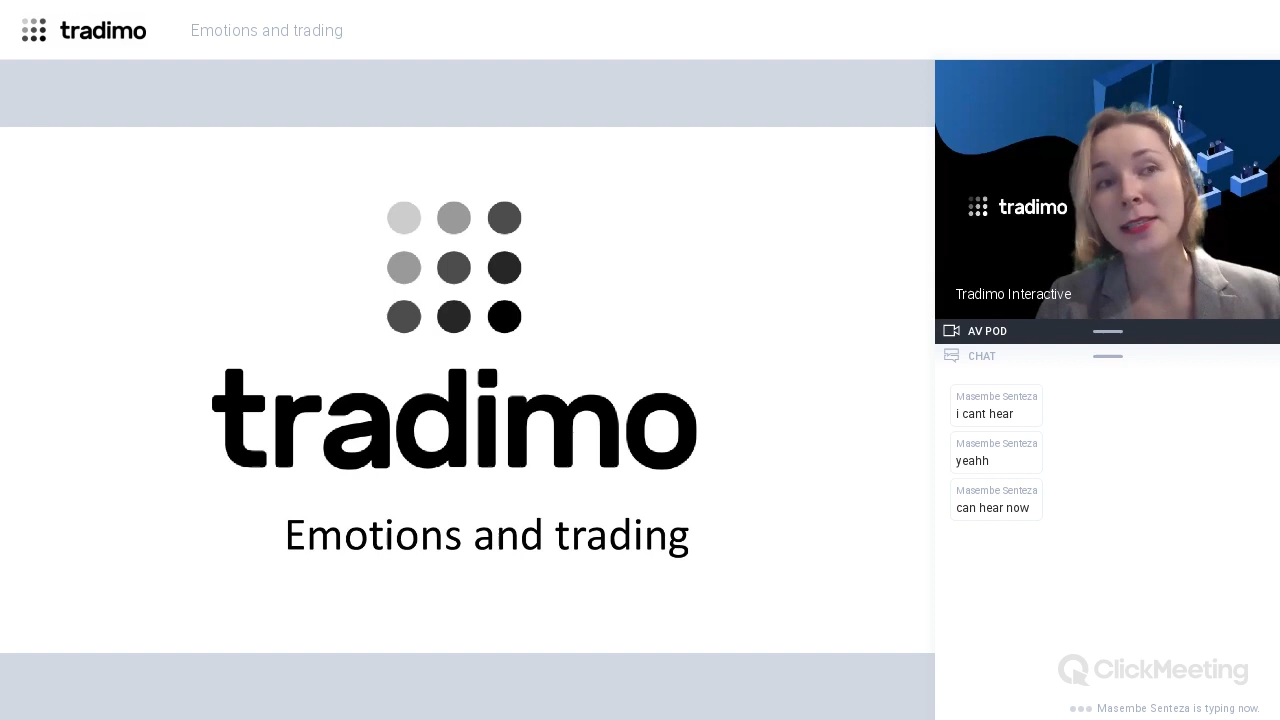 tradimo
Emotions and trading
tradimo
Emotions and trading
tradimo
Tradimo Interactive
AV POD
CHAT
Masembe Senteza
i cant hear
Masembe Senteza
yeahh
Masembe Senteza
can hear now
ClickMeeting
Masembe Senteza is typing now.